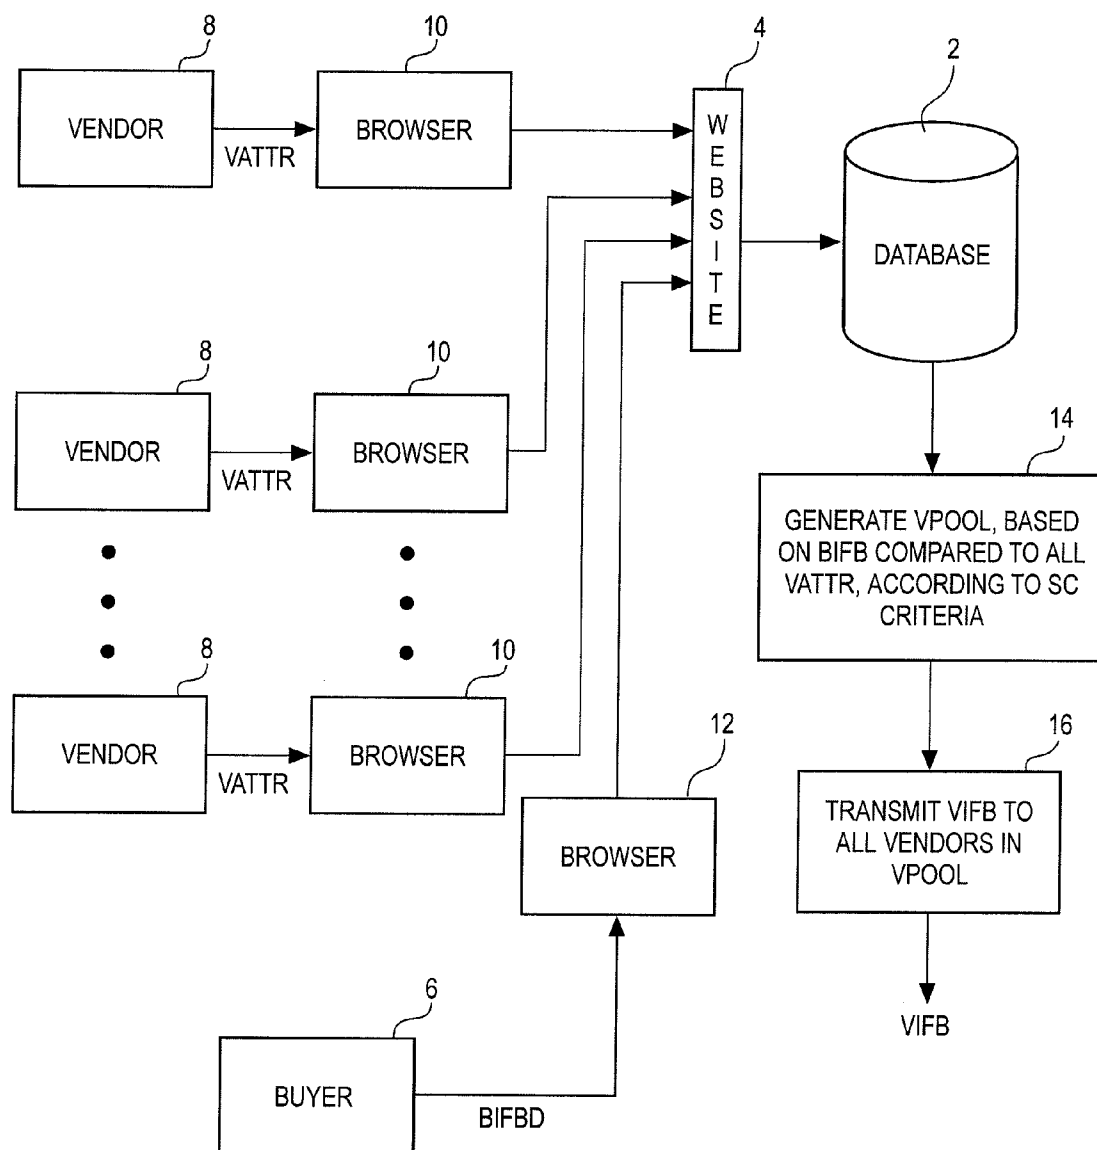 8
10
4
2
VENDOR
VATTR
BROWSER
WEBSITE
DATABASE
8
10
VENDOR
VATTR
BROWSER
14
GENERATE VPOOL, BASED
ON BIFB COMPARED TO ALL
VATTR, ACCORDING TO SC
CRITERIA
8
10
VENDOR
VATTR
BROWSER
12
BROWSER
16
TRANSMIT VIFB TO
ALL VENDORS IN
VPOOL
VIFB
6
BUYER
BIFBD